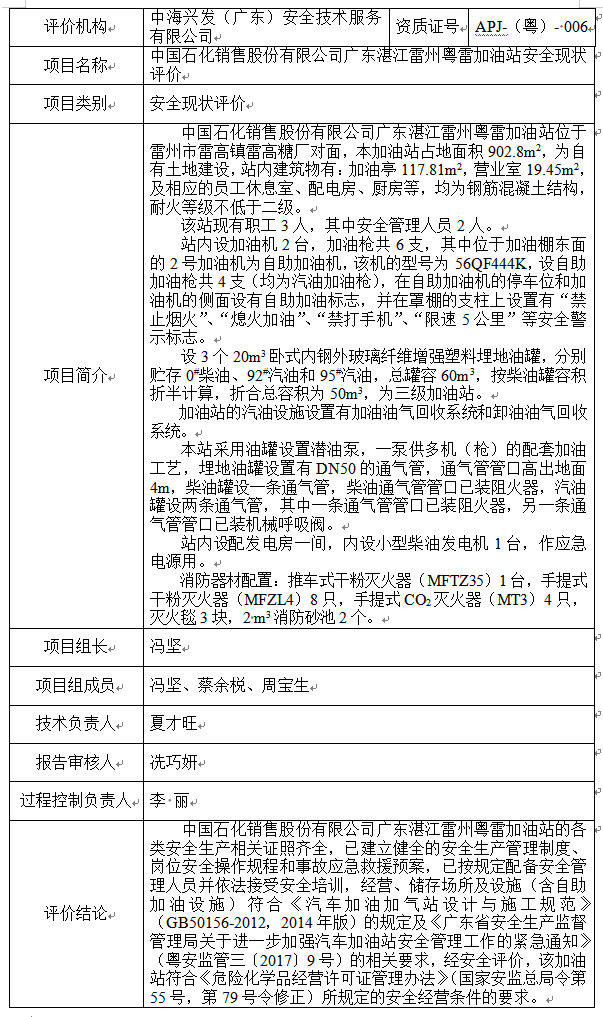 评价机构
中海兴发（广东）安全技术服务
有限公司
资质证号
APJ-（粤）-006
项目名称
中国石化销售股份有限公司广东湛江雷州粤雷加油站安全现状
评价
项目类别
安全现状评价
项目简介
中国石化销售股份有限公司广东湛江雷州粤雷加油站位于
雷州市雷高镇雷高糖厂对面，本加油站占地面积 902.8m²，为自
有土地建设，站内建筑物有：加油亭 117.81m²，营业室 19.45m²，
及相应的员工休息室、配电房、厨房等，均为钢筋混凝土结构，
耐火等级不低于二级。
该站现有职工 3 人，其中安全管理人员 2 人。
站内设加油机 2 台，加油枪共 6 支，其中位于加油棚东面
的 2 号加油机为自助加油机，该机的型号为 56QF444K，设自助
加油枪共 4 支（均为汽油加油枪），在自助加油机的停车位和加
油机的侧面设有自助加油标志，并在罩棚的支柱上设置有“禁
止烟火”、“熄火加油”、“禁打手机”、“限速 5 公里”等安全警
示标志。
设 3 个 20m³ 卧式内钢外玻璃纤维增强塑料埋地油罐，分别
贮存 0#柴油、92#汽油和 95#汽油，总罐容 60m³，按柴油罐容积
折半计算，折合总容积为 50m³，为三级加油站。
加油站的汽油设施设置有加油油气回收系统和卸油油气回收
系统。
本站采用油罐设置潜油泵，一泵供多机（枪）的配套加油
工艺，埋地油罐设置有 DN50 的通气管，通气管管口高出地面
4m，柴油罐设一条通气管，柴油通气管管口已装阻火器，汽油
罐设两条通气管，其中一条通气管管口已装阻火器，另一条通
气管管口已装机械呼吸阀。
站内设配发电房一间，内设小型柴油发电机 1 台，作应急
电源用。
消防器材配置：推车式干粉灭火器（MFTZ35）1 台，手提式
干粉灭火器（MFZL4）8 只，手提式 CO₂ 灭火器（MT3）4 只，
灭火毯 3 块，2 m³ 消防砂池 2 个。
项目组长
冯坚
项目组成员
冯坚、蔡余棁、周宝生
技术负责人
夏才旺
报告审核人
冼巧妍
过程控制负责人
李 丽
评价结论
中国石化销售股份有限公司广东湛江雷州粤雷加油站的各
类安全生产相关证照齐全，已建立健全的安全生产管理制度、
岗位安全操作规程和事故应急救援预案，已按规定配备安全管
理人员并依法接受安全培训，经营、储存场所及设施（含自助
加油设施）符合《汽车加油加气站设计与施工规范》
（GB50156-2012，2014 年版）的规定及《广东省安全生产监督
管理局关于进一步加强汽车加油站安全管理工作的紧急通知》
（粤安监管三〔2017〕9 号）的相关要求，经安全评价，该加油
站符合《危险化学品经营许可证管理办法》（国家安监总局令第
55 号，第 79 号令修正）所规定的安全经营条件的要求。